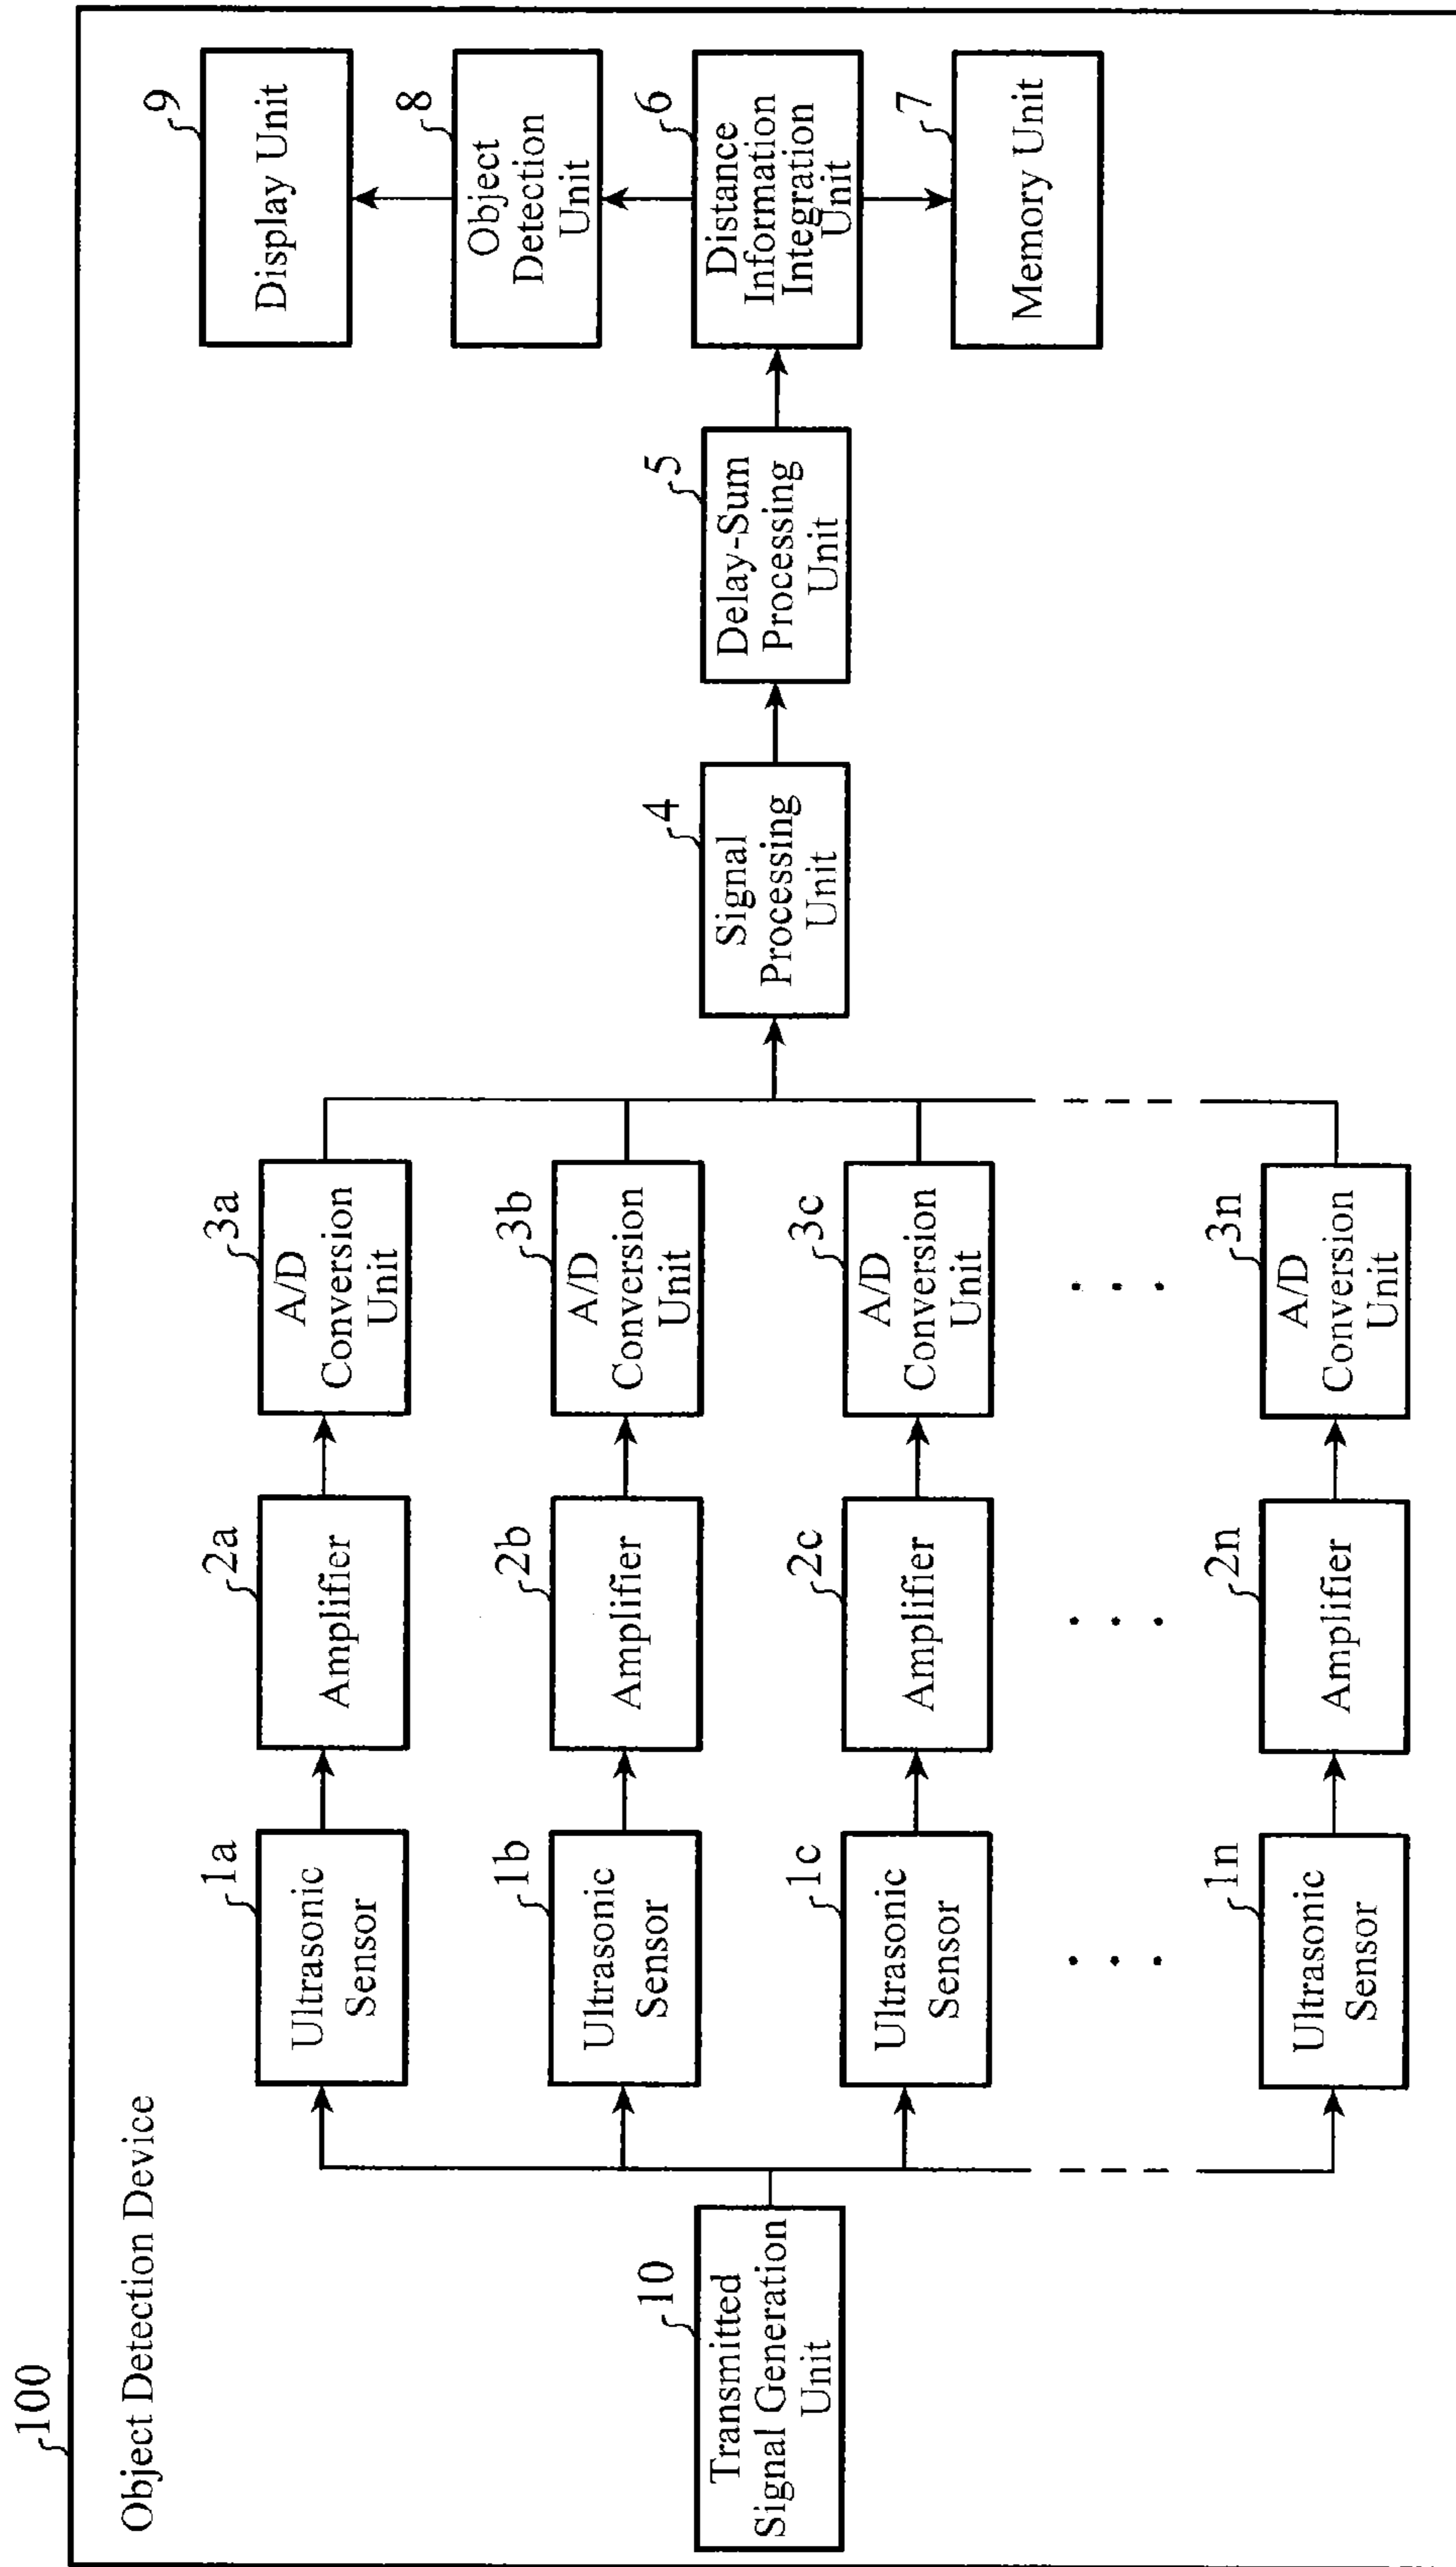 100
Object Detection Device
10
Transmitted
Signal Generation
Unit
1a
Ultrasonic
Sensor
2a
Amplifier
3a
A/D
Conversion
Unit
1b
Ultrasonic
Sensor
2b
Amplifier
3b
A/D
Conversion
Unit
1c
Ultrasonic
Sensor
2c
Amplifier
3c
A/D
Conversion
Unit
. . .
. . .
. . .
1n
Ultrasonic
Sensor
2n
Amplifier
3n
A/D
Conversion
Unit
4
Signal
Processing
Unit
5
Delay-Sum
Processing
Unit
9
Display Unit
8
Object
Detection
Unit
6
Distance
Information
Integration
Unit
7
Memory Unit